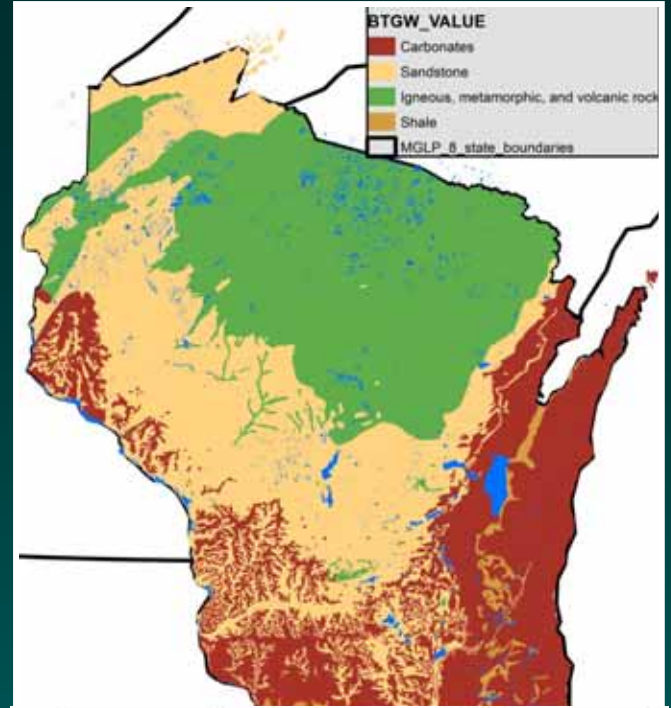 BTGW_VALUE
Carbonates
Sandstone
Igneous, metamorphic, and volcanic rock
Shale
MGLP_8_state_boundaries